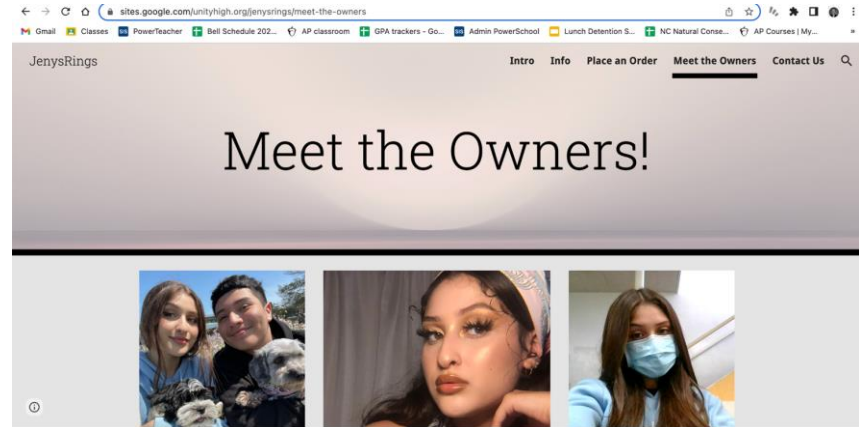 sites.google.com/unityhigh.org/jenysrings/meet-the-owners
Gmail Classes PowerTeacher Bell Schedule 202... AP classroom GPA trackers - Go... Admin PowerSchool Lunch Detention S... NC Natural Conse... AP Courses | My... »
JenysRings Intro Info Place an Order Meet the Owners Contact Us
Meet the Owners!